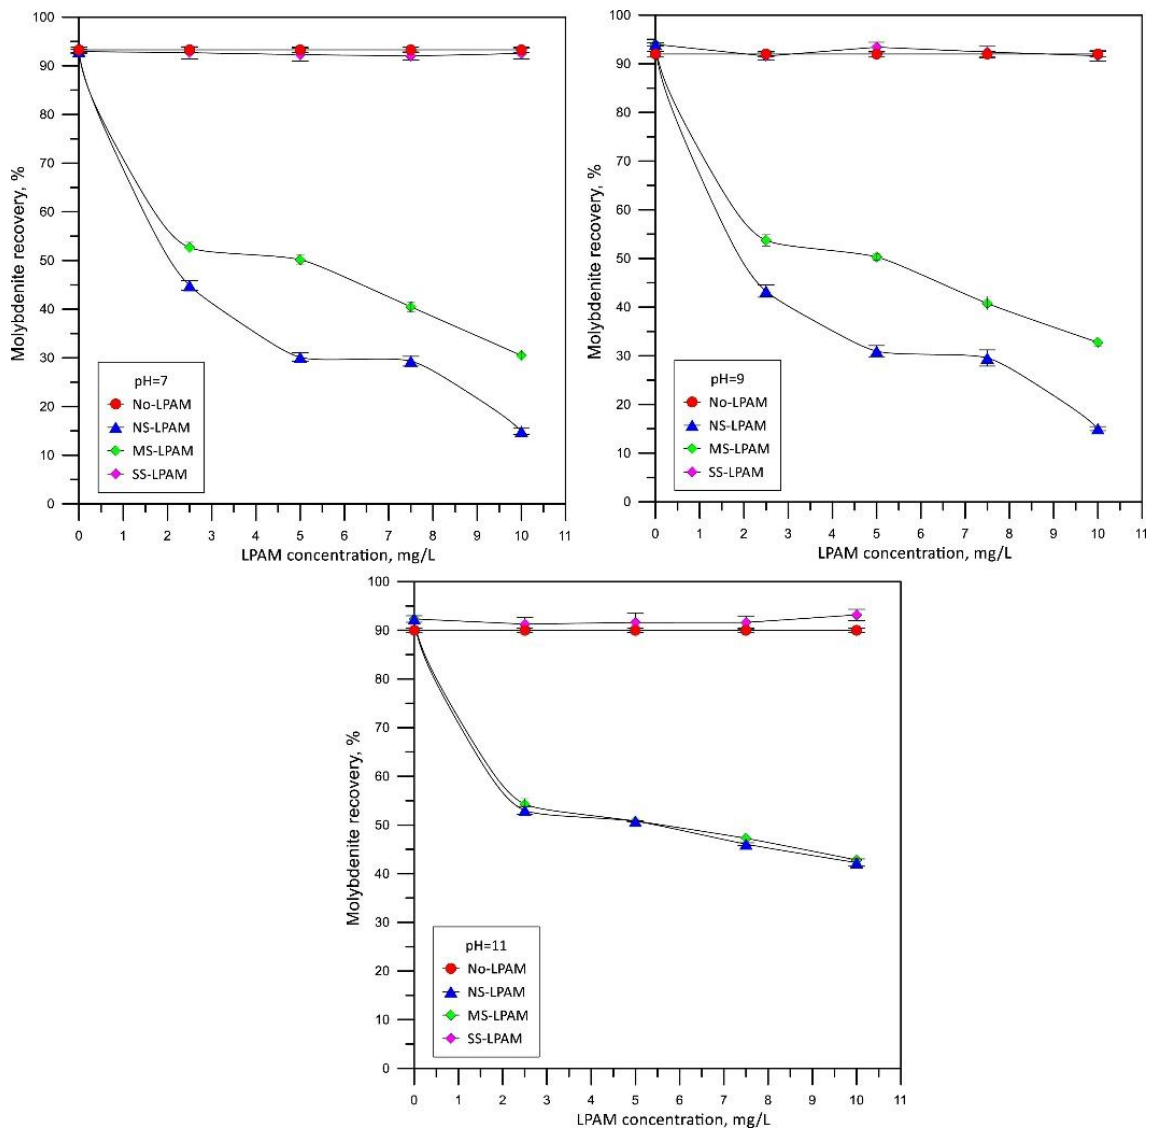 100
90
80
70
60
50
40
30
20
10
0
Molybdenite recovery, %
pH=7
No-LPAM
NS-LPAM
MS-LPAM
SS-LPAM
0 1 2 3 4 5 6 7 8 9 10 11
LPAM concentration, mg/L
100
90
80
70
60
50
40
30
20
10
0
Molybdenite recovery, %
pH=9
No-LPAM
NS-LPAM
MS-LPAM
SS-LPAM
0 1 2 3 4 5 6 7 8 9 10 11
LPAM concentration, mg/L
100
90
80
70
60
50
40
30
20
10
0
Molybdenite recovery, %
pH=11
No-LPAM
NS-LPAM
MS-LPAM
SS-LPAM
0 1 2 3 4 5 6 7 8 9 10 11
LPAM concentration, mg/L